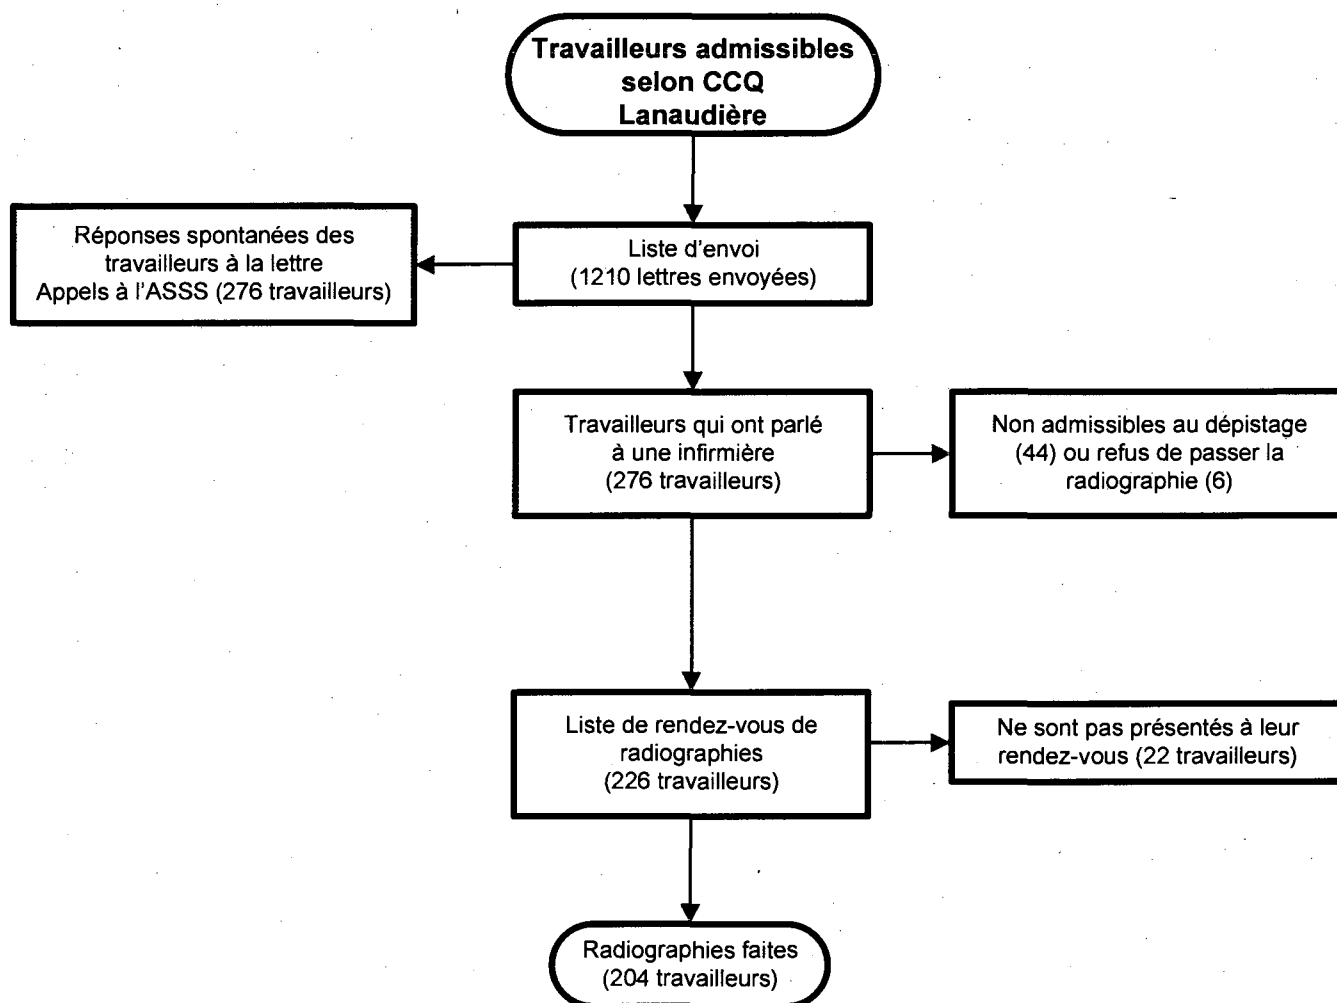 Travailleurs admissibles
selon CCQ
Lanaudière
Réponses spontanées des
travailleurs à la lettre
Appels à l'ASSS (276 travailleurs)
Liste d'envoi
(1210 lettres envoyées)
Travailleurs qui ont parlé
à une infirmière
(276 travailleurs)
Non admissibles au dépistage
(44) ou refus de passer la
radiographie (6)
Liste de rendez-vous de
radiographies
(226 travailleurs)
Ne sont pas présentés à leur
rendez-vous (22 travailleurs)
Radiographies faites
(204 travailleurs)